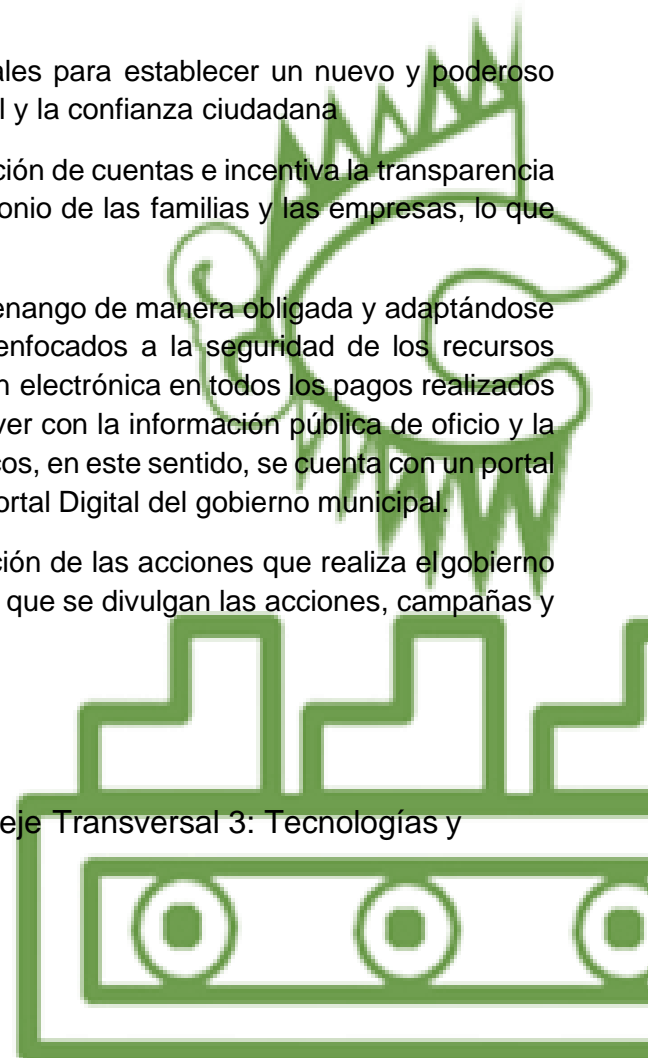 ales para establecer un nuevo y poderoso
l y la confianza ciudadana
ción de cuentas e incentiva la transparencia
onio de las familias y las empresas, lo que
enango de manera obligada y adaptándose
enfocados a la seguridad de los recursos
n electrónica en todos los pagos realizados
ver con la información pública de oficio y la
cos, en este sentido, se cuenta con un portal
ortal Digital del gobierno municipal.
ción de las acciones que realiza el gobierno
que se divulgan las acciones, campañas y
eje Transversal 3: Tecnologías y